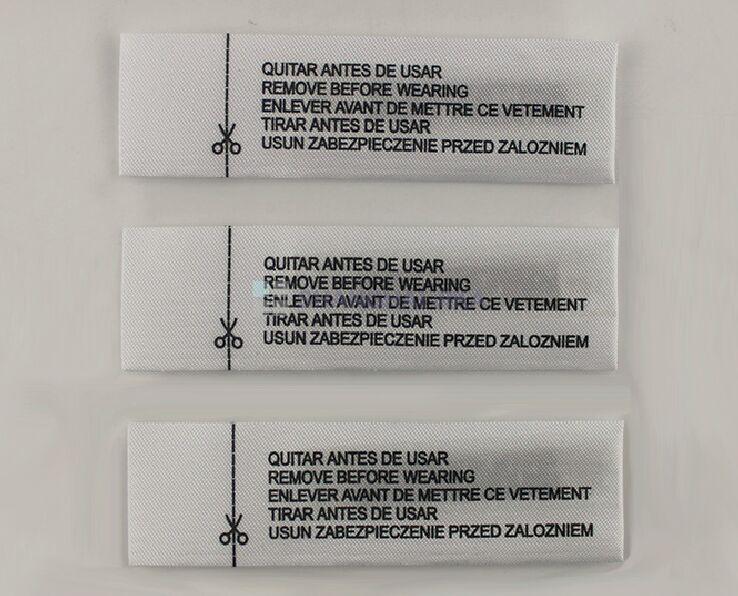 QUITAR ANTES DE USAR
REMOVE BEFORE WEARING
ENLEVER AVANT DE METTRE CE VETEMENT
TIRAR ANTES DE USAR
USUN ZABEZPIECZENIE PRZED ZALOZNIEM
QUITAR ANTES DE USAR
REMOVE BEFORE WEARING
ENLEVER AVANT DE METTRE CE VETEMENT
TIRAR ANTES DE USAR
USUN ZABEZPIECZENIE PRZED ZALOZNIEM
QUITAR ANTES DE USAR
REMOVE BEFORE WEARING
ENLEVER AVANT DE METTRE CE VETEMENT
TIRAR ANTES DE USAR
USUN ZABEZPIECZENIE PRZED ZALOZNIEM